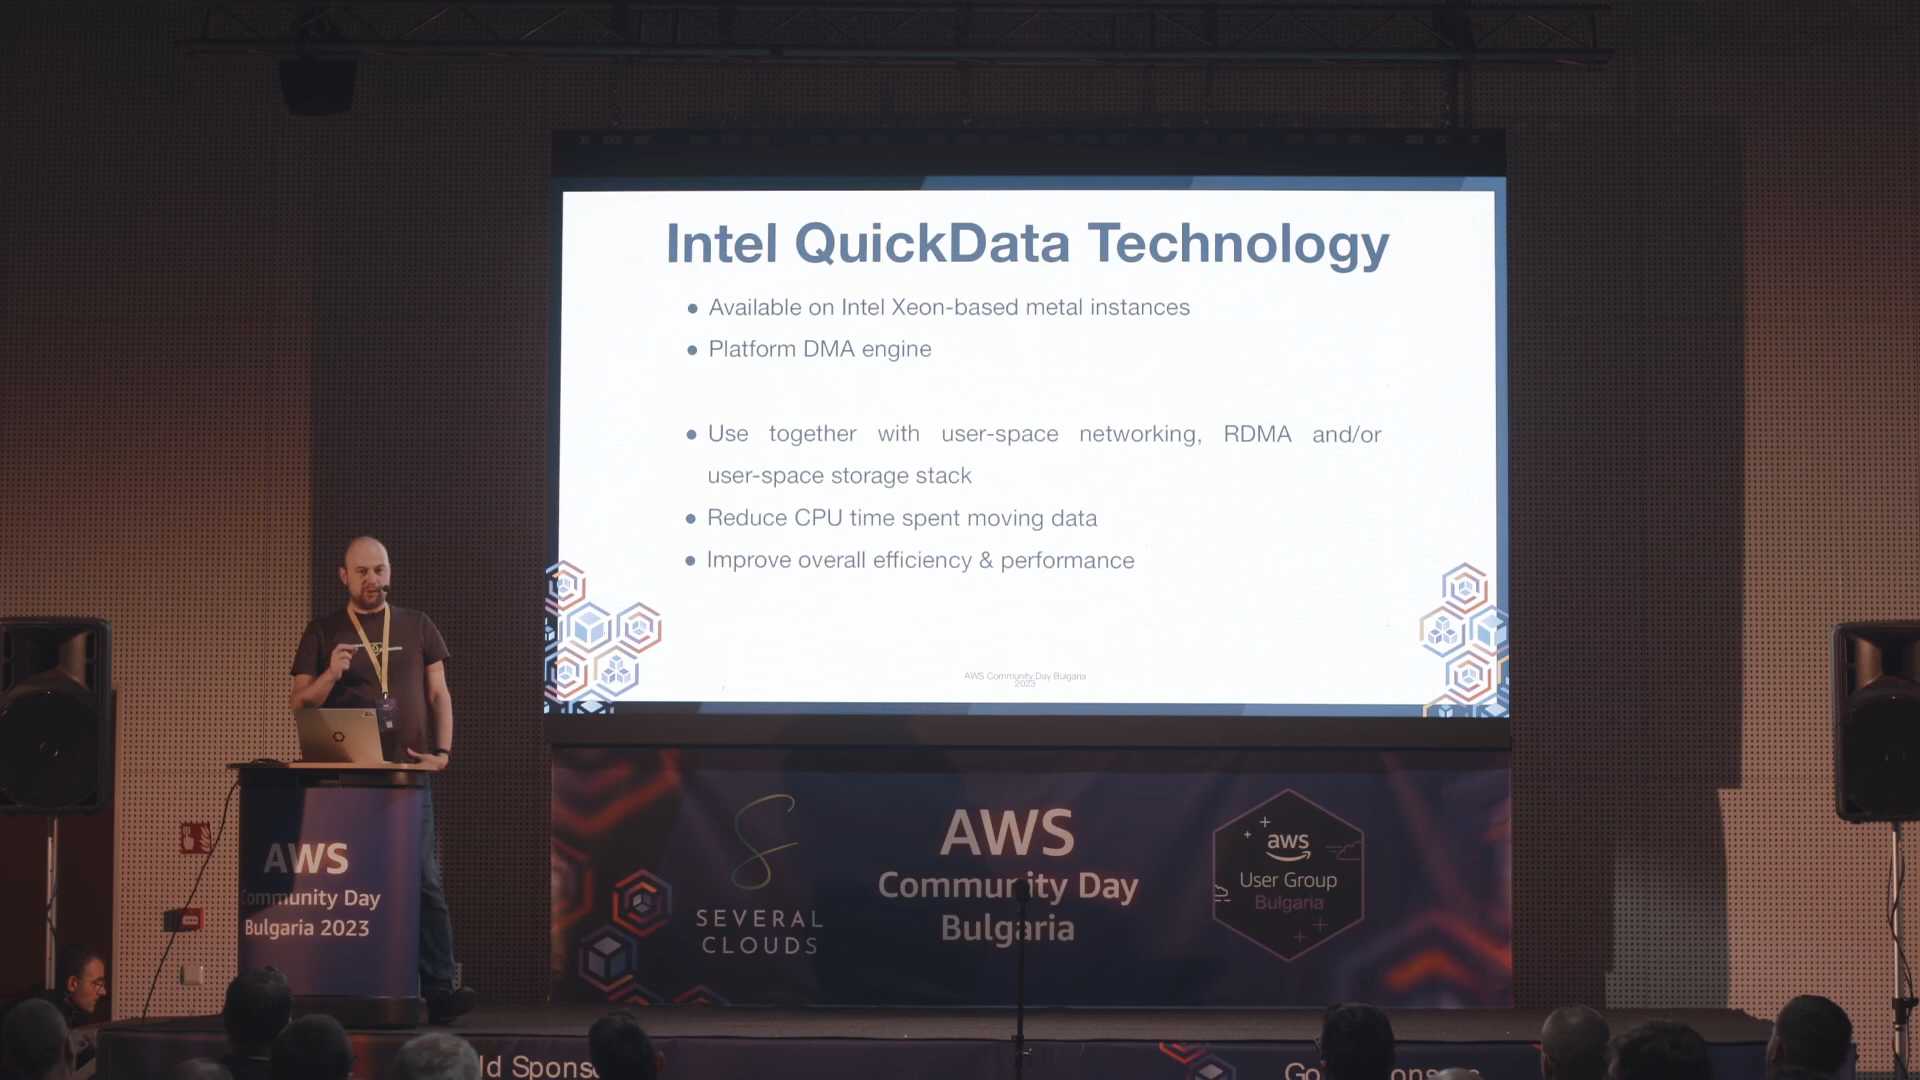 Intel QuickData Technology
● Available on Intel Xeon-based metal instances
● Platform DMA engine
● Use together with user-space networking, RDMA and/or
user-space storage stack
● Reduce CPU time spent moving data
● Improve overall efficiency & performance
AWS Community Day Bulgaria
2023
AWS
Community Day
Bulgaria 2023
S
SEVERAL
CLOUDS
AWS
Community Day
Bulgaria
aws
User Group
Bulgaria